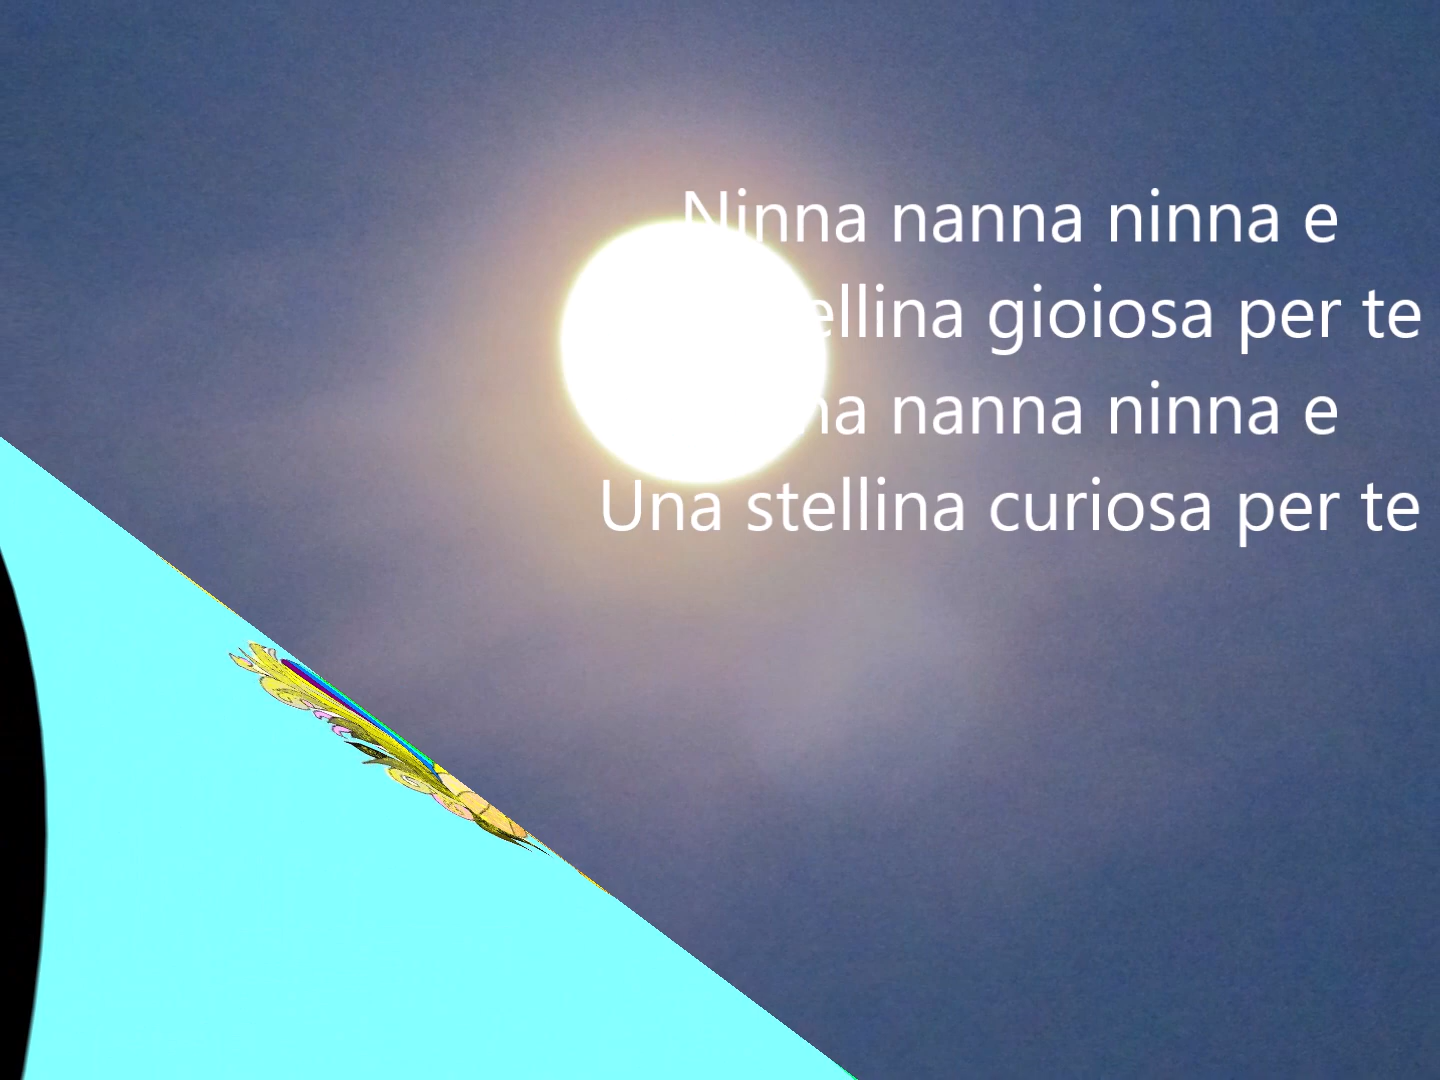 Ninna nanna ninna e
gioiosa per te
nanna ninna e
Una stellina curiosa per te